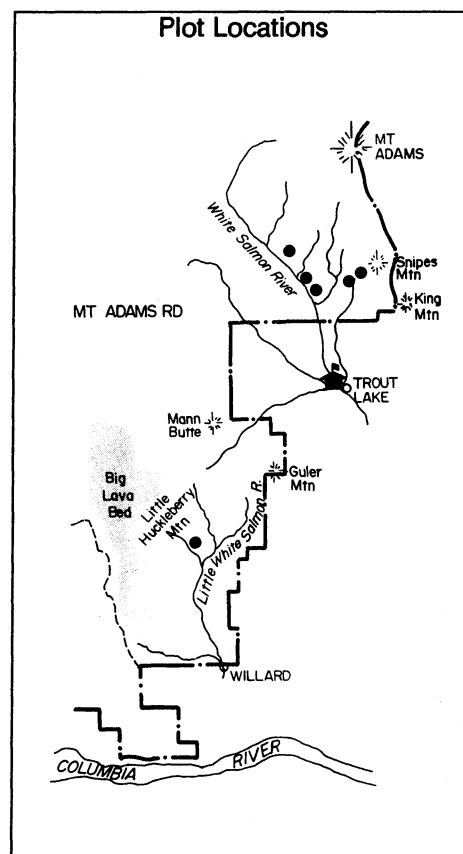 Plot Locations
MT
ADAMS
White Salmon River
Snipes
Mtn
King
Mtn
MT ADAMS RD
TROUT
LAKE
Mann
Butte
Guler
Mtn
Big
Lava
Bed
Little
Huckleberry
Mtn
Little White Salmon R.
WILLARD
COLUMBIA RIVER